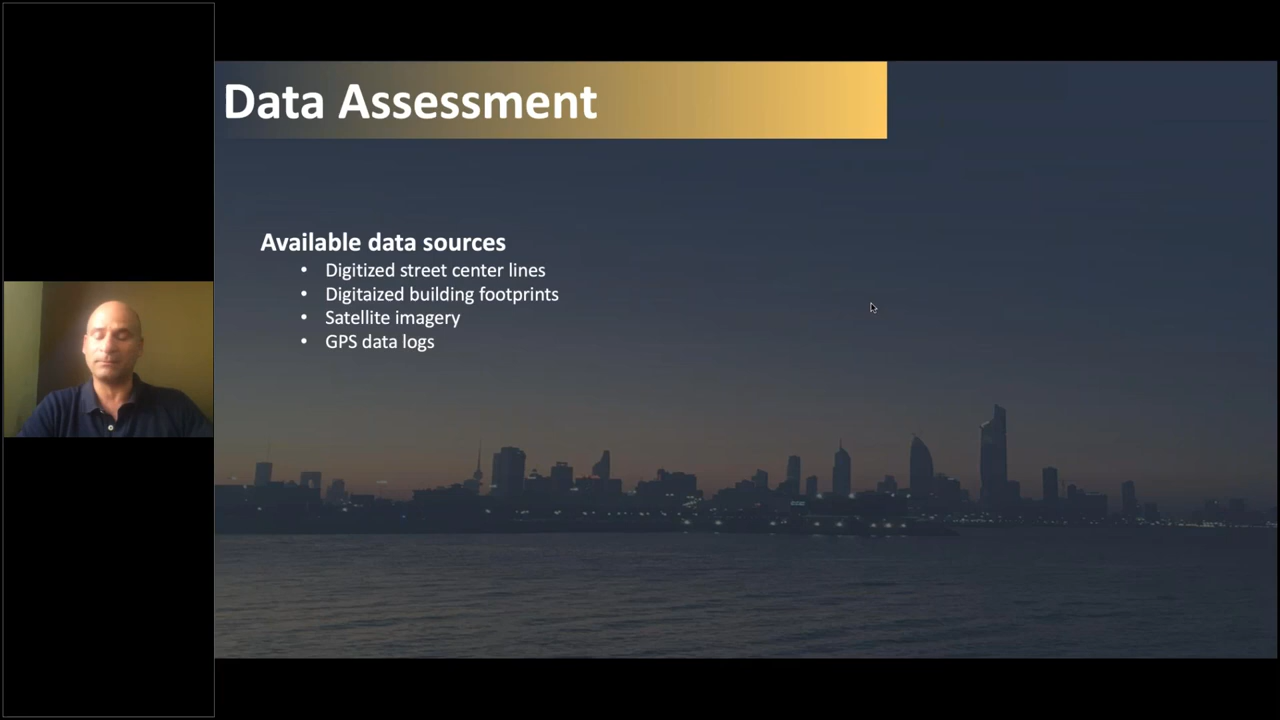 Data Assessment
Available data sources
• Digitized street center lines
• Digitaized building footprints
• Satellite imagery
• GPS data logs